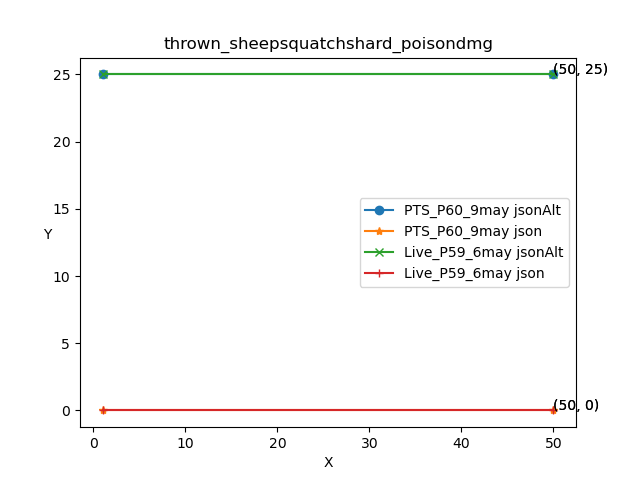 thrown_sheepsquatchshard_poisondmg
25
(50, 25)
20
15
10
5
0
Y
PTS_P60_9may jsonAlt
PTS_P60_9may json
Live_P59_6may jsonAlt
Live_P59_6may json
(50, 0)
0 10 20 30 40 50
X